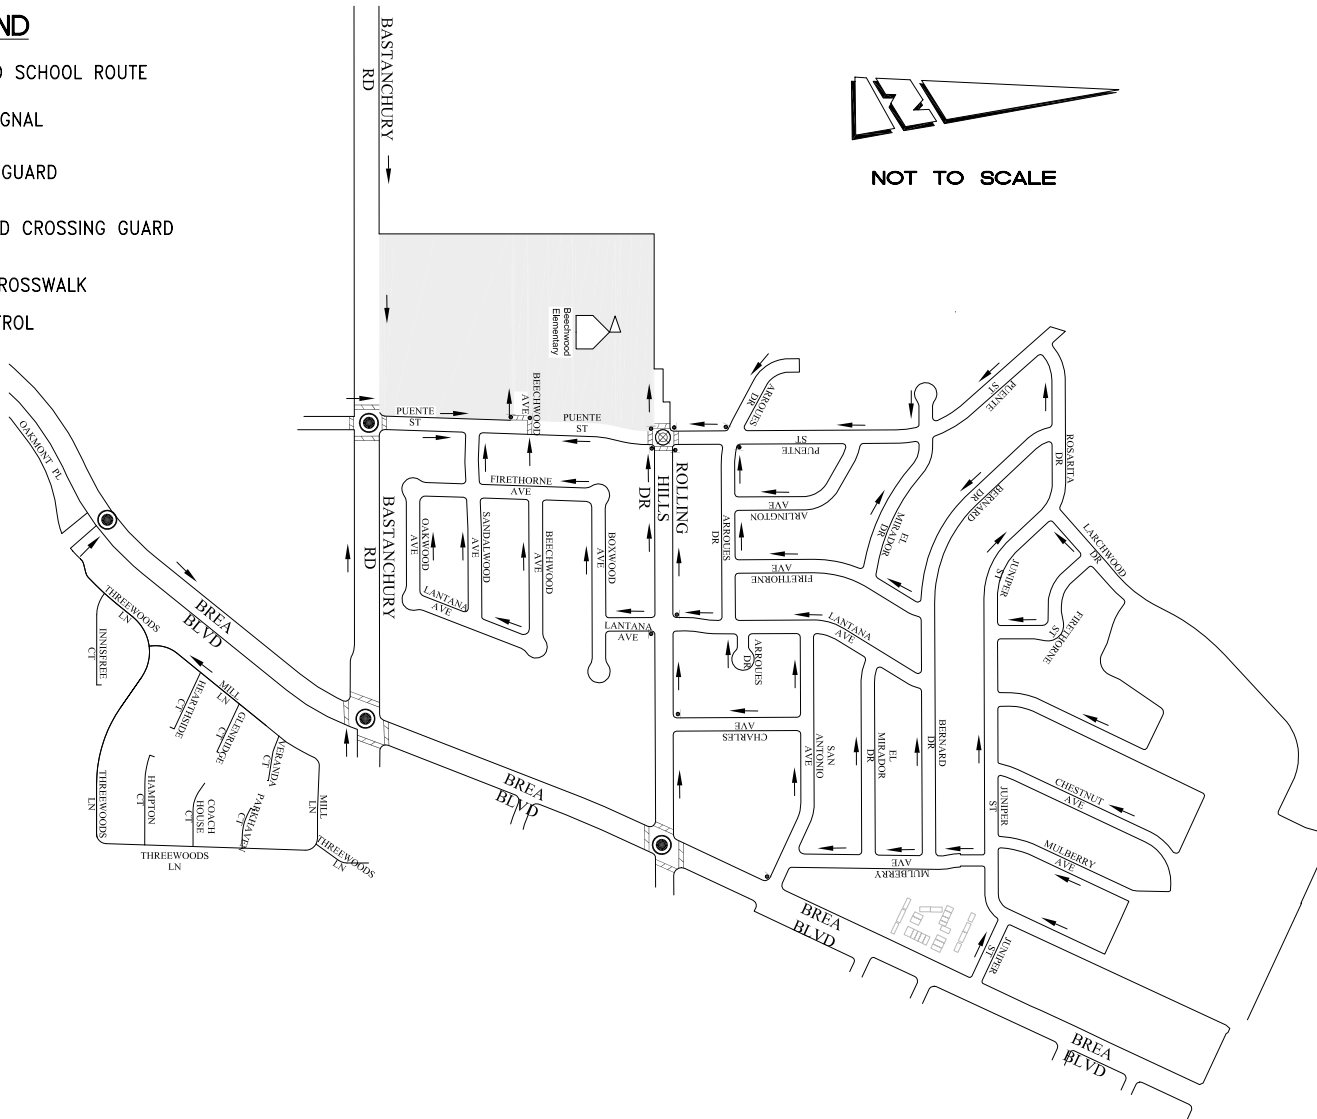 ND
O SCHOOL ROUTE
GNAL
GUARD
D CROSSING GUARD
ROSSWALK
TROL
BASTANCHURY
RD
NOT TO SCALE
Beechwood
Elementary
BEECHWOOD
AVE
PUENTE
ST
PUENTE
ST
ARROUES
DR
PUENTE
ST
PUENTE
ST
ROSARITA
DR
OAKMONT PL
FIRETHORNE
AVE
ROLLING
HILLS
DR
ARLINGTON
AVE
BERNARD
DR
EL
MIRADOR
DR
LARCHWOOD
DR
BASTANCHURY
RD
OAKWOOD
AVE
SANDALWOOD
AVE
BEECHWOOD
AVE
BOXWOOD
AVE
ARROUES
DR
FIRETHORNE
AVE
JUNIPER
ST
FIRETHORNE
ST
LANTANA
AVE
LANTANA
AVE
LANTANA
AVE
ARROUES
DR
THREEWOODS
LN
BREA
BLVD
INNISFREE
CT
MILL
LN
HEARTHSIDE
CT
GLENRIDGE
CT
VERANDA
CT
CHARLES
AVE
SAN
ANTONIO
AVE
EL
MIRADOR
DR
BERNARD
DR
THREEWOODS
LN
HAMPTON
CT
COACH
HOUSE
CT
PARKHAVEN
CT
MILL
LN
BREA
BLVD
JUNIPER
ST
CHESTNUT
AVE
THREEWOODS
LN
THREEWOODS
LN
MULBERRY
AVE
MULBERRY
AVE
BREA
BLVD
JUNIPER
ST
BREA
BLVD